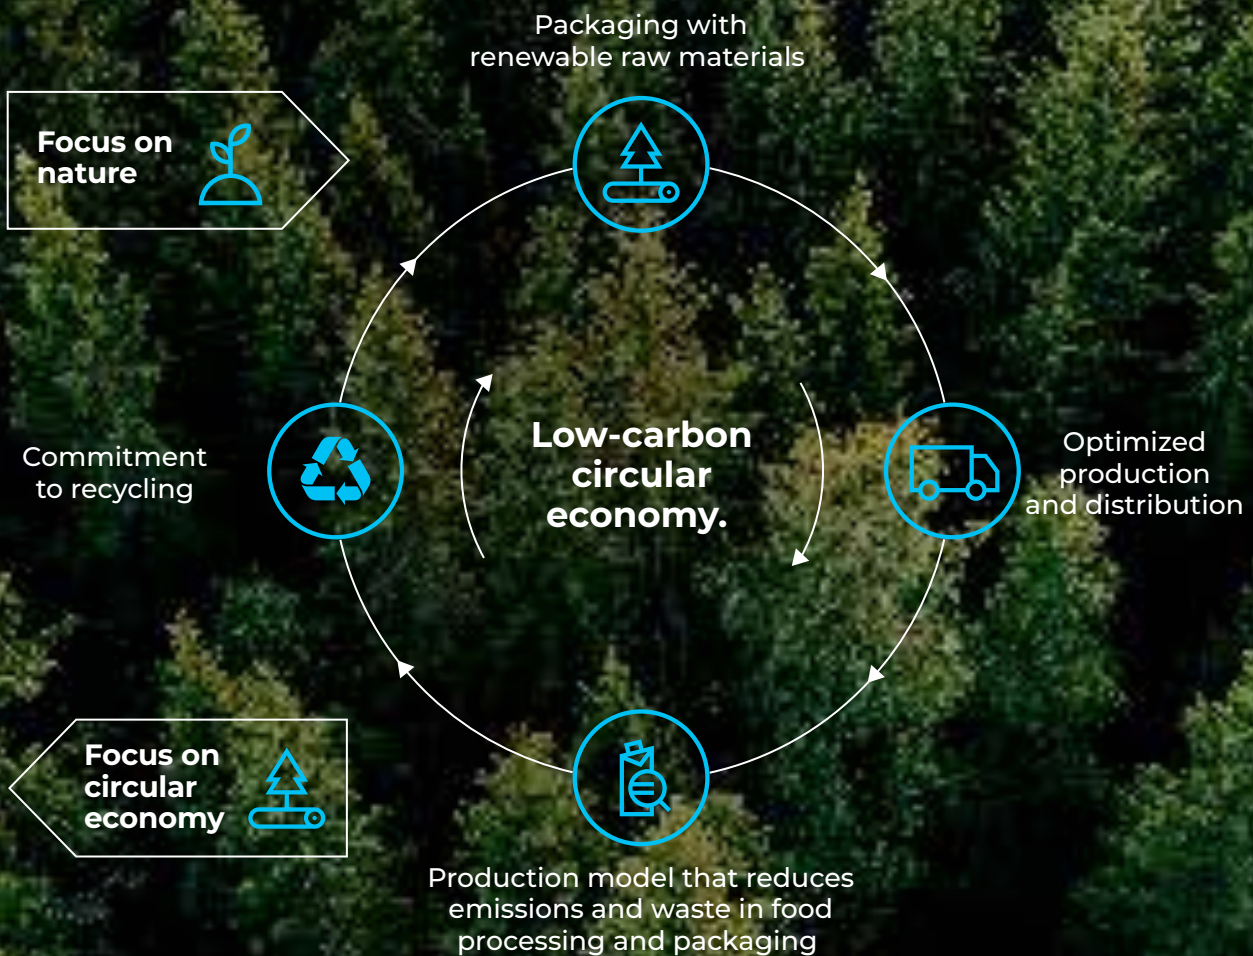 Packaging with
renewable raw materials
Focus on
nature
Low-carbon
circular
economy.
Commitment
to recycling
Optimized
production
and distribution
Focus on
circular
economy
Production model that reduces
emissions and waste in food
processing and packaging